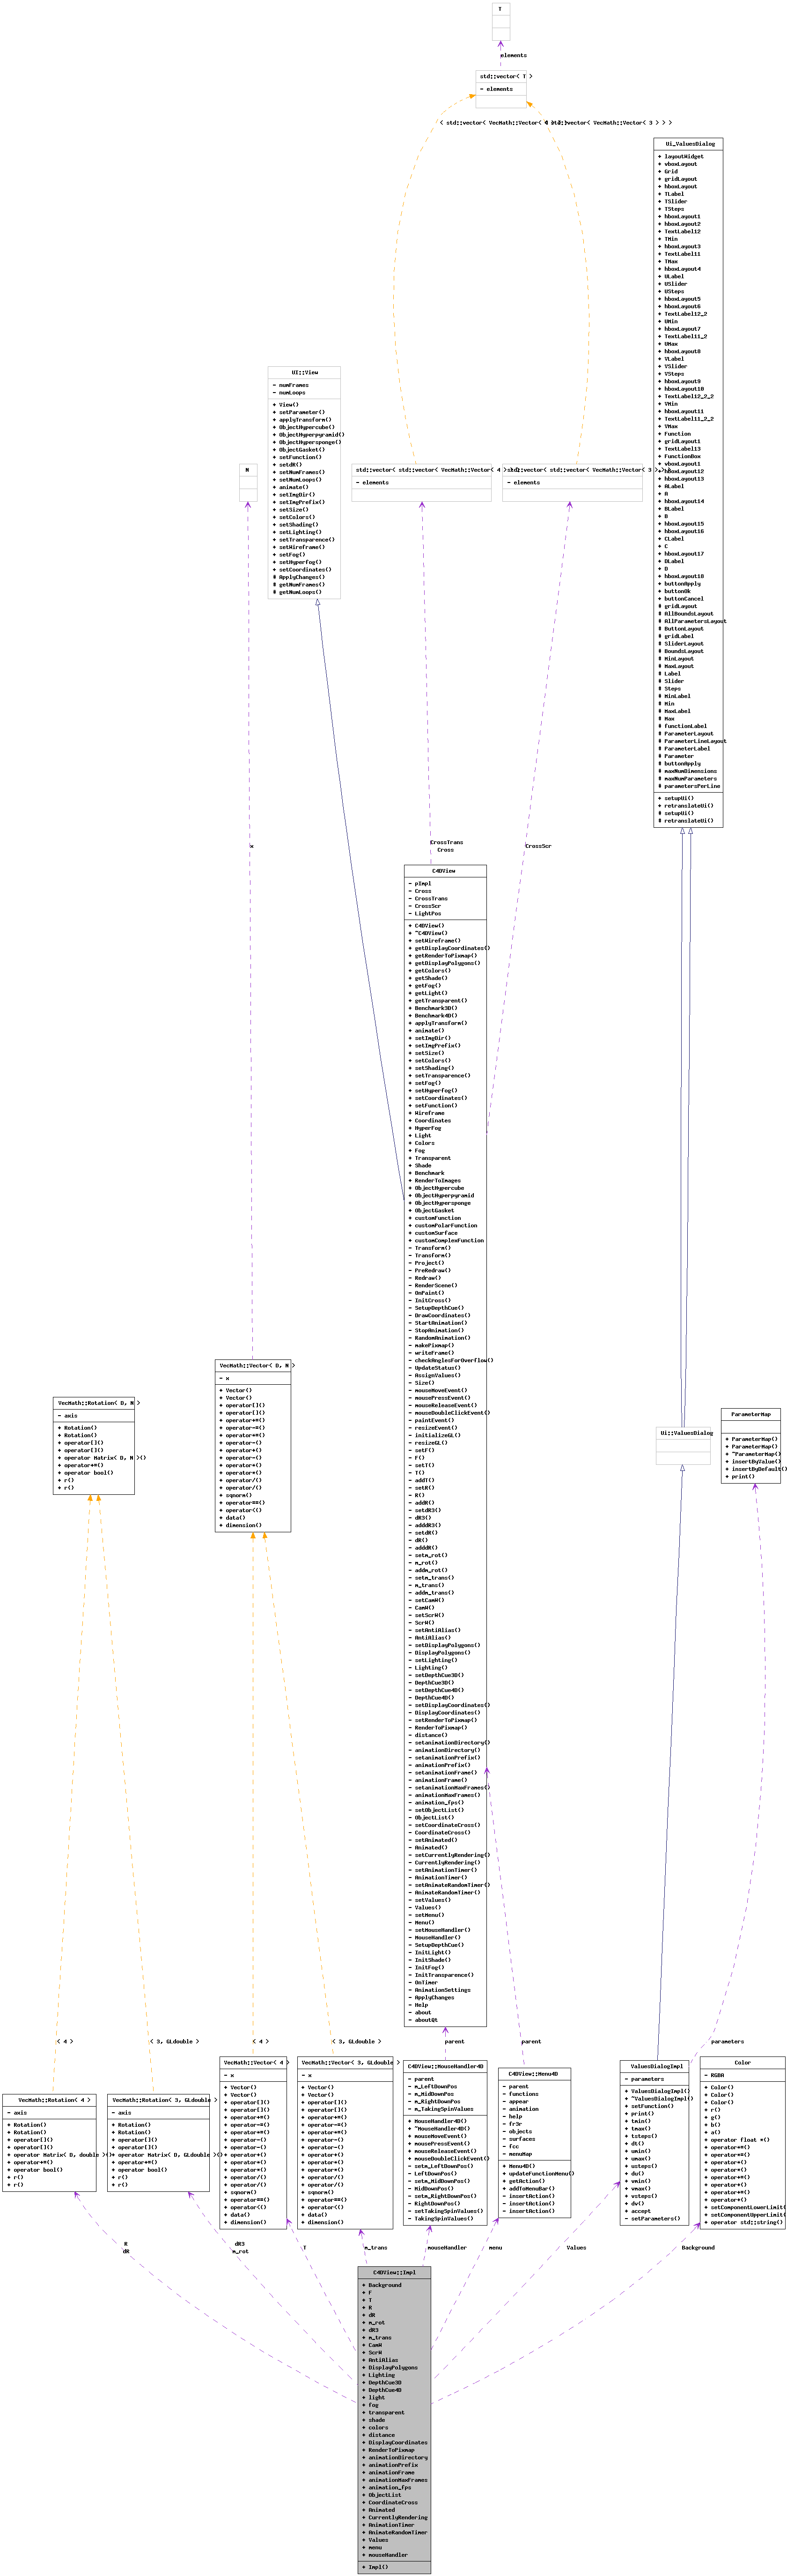 T
elements
std::vector< T >
- elements
< std::vector< VecMath::Vector( 4
std::vector< VecMath::Vector( 3 > > >
Ui_ValuesDialog
+ layoutWidget
+ vboxLayout
+ Grid
+ gridLayout
+ hboxLayout
+ TLabel
+ TSlider
+ TSteps
+ hboxLayout1
+ hboxLayout2
+ TextLabel12
+ TMin
+ hboxLayout3
+ TextLabel11
+ TMax
+ hboxLayout4
+ ULabel
+ USlider
+ USteps
+ hboxLayout5
+ hboxLayout6
+ TextLabel12_2
+ UMin
+ hboxLayout7
+ TextLabel11_2
+ UMax
+ hboxLayout8
+ VLabel
+ VSlider
+ VSteps
+ hboxLayout9
+ hboxLayout10
+ TextLabel12_2_2
+ VMin
+ hboxLayout11
+ TextLabel11_2_2
+ VMax
+ Function
+ gridLayout1
+ TextLabel13
+ FunctionBox
+ vboxLayout1
+ hboxLayout12
+ hboxLayout13
+ ALabel
+ A
+ hboxLayout14
+ BLabel
+ B
+ hboxLayout15
+ hboxLayout16
+ CLabel
+ C
+ hboxLayout17
+ DLabel
+ D
+ hboxLayout18
+ buttonApply
+ buttonOk
+ buttonCancel
# gridLayout
# AllBoundsLayout
# AllParametersLayout
# ButtonLayout
# gridLabel
# SliderLayout
# BoundsLayout
# MinLayout
# MaxLayout
# Label
# Slider
# Steps
# MinLabel
# Min
# MaxLabel
# Max
# functionLabel
# ParameterLayout
# ParameterLineLayout
# ParameterLabel
# Parameter
# buttonApply
# maxNumDimensions
# maxNumParameters
# parametersPerLine
+ setupUi()
+ retranslateUi()
# setupUi()
# retranslateUi()
UI::View
- numFrames
- numLoops
+ View()
+ setParameter()
+ applyTransform()
+ ObjectHypercube()
+ ObjectHyperpyramid()
+ ObjectHypersponge()
+ ObjectGasket()
+ setFunction()
+ setdR()
+ setNumFrames()
+ setNumLoops()
+ animate()
+ setImgDir()
+ setImgPrefix()
+ setSize()
+ setColors()
+ setShading()
+ setLighting()
+ setTransparence()
+ setWireframe()
+ setFog()
+ setHyperfog()
+ setCoordinates()
# ApplyChanges()
# getNumFrames()
# getNumLoops()
N
std::vector< std::vector< VecMath::Vector( 4
- elements
std::vector< std::vector< VecMath::Vector( 3
- elements
x
CrossTrans
Cross
CrossScr
C4DView
- pImpl
- Cross
- CrossTrans
- CrossScr
- LightPos
+ C4DView()
+ ~C4DView()
+ setWireframe()
+ getDisplayCoordinates()
+ getRenderToPixmap()
+ getDisplayPolygons()
+ getColors()
+ getShade()
+ getFog()
+ getLight()
+ getTransparent()
+ Benchmark3D()
+ Benchmark4D()
+ applyTransform()
+ animate()
+ setImgDir()
+ setImgPrefix()
+ setSize()
+ setColors()
+ setShading()
+ setTransparence()
+ setFog()
+ setHyperfog()
+ setCoordinates()
+ setFunction()
+ Wireframe
+ Coordinates
+ HyperFog
+ Light
+ Colors
+ Fog
+ Transparent
+ Shade
+ Benchmark
+ RenderToImages
+ ObjectHypercube
+ ObjectHyperpyramid
+ ObjectHypersponge
+ ObjectGasket
+ customFunction
+ customPolarFunction
+ customSurface
+ customComplexFunction
- Transform()
- Transform()
- Project()
- PreRedraw()
- Redraw()
- RenderScene()
- OnPaint()
- InitCross()
- SetupDepthCue()
- DrawCoordinates()
- StartAnimation()
- StopAnimation()
- RandomAnimation()
- makePixmap()
- writeFrame()
- checkAnglesForOverflow()
- UpdateStatus()
- AssignValues()
- Size()
- mouseMoveEvent()
- mousePressEvent()
- mouseReleaseEvent()
- mouseDoubleClickEvent()
- paintEvent()
- resizeEvent()
- initializeGL()
- resizeGL()
- setF()
- F()
- setT()
- T()
- addT()
- setR()
- R()
- addR()
- setdR3()
- dR3()
- adddR3()
- setdR()
- dR()
- adddR()
- setm_rot()
- m_rot()
- addm_rot()
- setm_trans()
- m_trans()
- addm_trans()
- setCamW()
- CamW()
- setScrW()
- ScrW()
- setAntiAlias()
- AntiAlias()
- setDisplayPolygons()
- DisplayPolygons()
- setLighting()
- Lighting()
- setDepthCue3D()
- DepthCue3D()
- setDepthCue4D()
- DepthCue4D()
- setDisplayCoordinates()
- DisplayCoordinates()
- setRenderToPixmap()
- RenderToPixmap()
- distance()
- setanimationDirectory()
- animationDirectory()
- setanimationPrefix()
- animationPrefix()
- setanimationFrame()
- animationFrame()
- setanimationMaxFrames()
- animationMaxFrames()
- animation_fps()
- setObjectList()
- ObjectList()
- setCoordinateCross()
- CoordinateCross()
- setAnimated()
- Animated()
- setCurrentlyRendering()
- CurrentlyRendering()
- setAnimationTimer()
- AnimationTimer()
- setAnimateRandomTimer()
- AnimateRandomTimer()
- setValues()
- Values()
- setMenu()
- Menu()
- setMouseHandler()
- MouseHandler()
- SetupDepthCue()
- InitLight()
- InitShade()
- InitFog()
- InitTransparence()
- OnTimer
- AnimationSettings
- ApplyChanges
- Help
- about
- aboutQt
VecMath::Vector< D, N >
- x
+ Vector()
+ Vector()
+ operator[]()
+ operator[]()
+ operator+=()
+ operator-=()
+ operator*=()
+ operator-()
+ operator+()
+ operator-()
+ operator*()
+ operator*()
+ operator/()
+ operator/()
+ sqnorm()
+ operator==()
+ operator<()
+ data()
+ dimension()
VecMath::Rotation< D, N >
- axis
+ Rotation()
+ Rotation()
+ operator[]()
+ operator[]()
+ operator Matrix< D, N >()
+ operator+=()
+ operator bool()
+ r()
+ r()
Ui::ValuesDialog
ParameterMap
+ ParameterMap()
+ ParameterMap()
+ ~ParameterMap()
+ insertByValue()
+ insertByDefault()
+ print()
< 4 >
< 3, GLdouble >
< 4 >
< 3, GLdouble >
parent
parent
parameters
VecMath::Rotation< 4 >
- axis
+ Rotation()
+ Rotation()
+ operator[]()
+ operator[]()
+ operator Matrix( D, double >()
+ operator+=()
+ operator bool()
+ r()
+ r()
VecMath::Rotation< 3, GLdouble >
- axis
+ Rotation()
+ Rotation()
+ operator[]()
+ operator[]()
+ operator Matrix( D, GLdouble >()
+ operator+=()
+ operator bool()
+ r()
+ r()
VecMath::Vector< 4 >
- x
+ Vector()
+ Vector()
+ operator[]()
+ operator[]()
+ operator+=()
+ operator-=()
+ operator*=()
+ operator-()
+ operator+()
+ operator-()
+ operator*()
+ operator*()
+ operator/()
+ operator/()
+ sqnorm()
+ operator==()
+ operator<()
+ data()
+ dimension()
VecMath::Vector< 3, GLdouble >
- x
+ Vector()
+ Vector()
+ operator[]()
+ operator[]()
+ operator+=()
+ operator-=()
+ operator*=()
+ operator-()
+ operator+()
+ operator-()
+ operator*()
+ operator*()
+ operator/()
+ operator/()
+ sqnorm()
+ operator==()
+ operator<()
+ data()
+ dimension()
C4DView::MouseHandler4D
- parent
- m_LeftDownPos
- m_MidDownPos
- m_RightDownPos
- m_TakingSpinValues
+ MouseHandler4D()
+ ~MouseHandler4D()
+ mouseMoveEvent()
+ mousePressEvent()
+ mouseReleaseEvent()
+ mouseDoubleClickEvent()
- setm_LeftDownPos()
- LeftDownPos()
- setm_MidDownPos()
- MidDownPos()
- setm_RightDownPos()
- RightDownPos()
- setTakingSpinValues()
- TakingSpinValues()
C4DView::Menu4D
- parent
- functions
- appear
- animation
- help
- fr3r
- objects
- surfaces
- fcc
- menuMap
+ Menu4D()
+ updateFunctionMenu()
+ getAction()
+ addToMenuBar()
- insertAction()
- insertAction()
- insertAction()
ValuesDialogImpl
- parameters
+ ValuesDialogImpl()
+ ~ValuesDialogImpl()
+ setFunction()
+ print()
+ tmin()
+ tmax()
+ tsteps()
+ dt()
+ umin()
+ umax()
+ usteps()
+ du()
+ vmin()
+ vmax()
+ vsteps()
+ dv()
+ accept
- setParameters()
Color
- RGBA
+ Color()
+ Color()
+ Color()
+ r()
+ g()
+ b()
+ a()
+ operator float *()
+ operator+=()
+ operator*=()
+ operator+()
+ operator*()
+ operator*=()
+ operator+()
+ operator*=()
+ operator*()
+ setComponentLowerLimit(
+ setComponentUpperLimit(
+ operator std::string()
R
dR
dR3
m_rot
T
m_trans
mouseHandler
menu
Values
Background
C4DView::Impl
+ Background
+ F
+ T
+ R
+ dR
+ m_rot
+ dR3
+ m_trans
+ CamW
+ ScrW
+ AntiAlias
+ DisplayPolygons
+ Lighting
+ DepthCue3D
+ DepthCue4D
+ light
+ fog
+ transparent
+ shade
+ colors
+ distance
+ DisplayCoordinates
+ RenderToPixmap
+ animationDirectory
+ animationPrefix
+ animationFrame
+ animationMaxFrames
+ animation_fps
+ ObjectList
+ CoordinateCross
+ Animated
+ CurrentlyRendering
+ AnimationTimer
+ AnimateRandomTimer
+ Values
+ menu
+ mouseHandler
+ Impl()